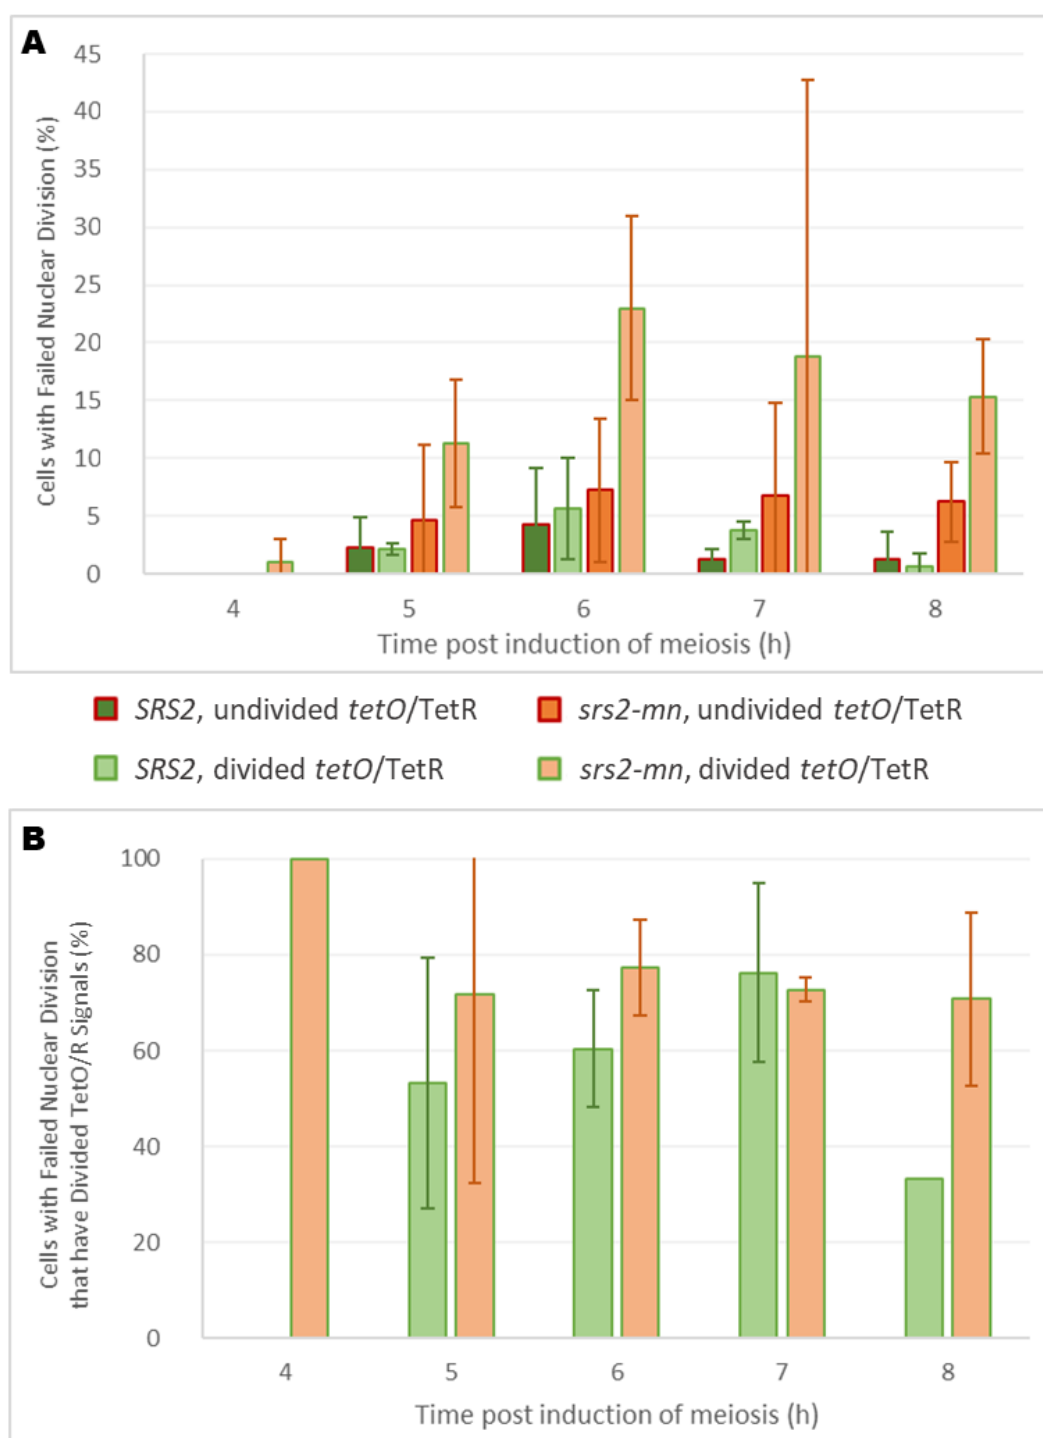 A
45
40
35
30
25
20
15
10
5
0
Cells with Failed Nuclear Division (%)
4 5 6 7 8
Time post induction of meiosis (h)
SRS2, undivided tetO/TetR
srs2-mn, undivided tetO/TetR
SRS2, divided tetO/TetR
srs2-mn, divided tetO/TetR
B
100
80
60
40
20
0
Cells with Failed Nuclear Division
that have Divided TetO/R Signals (%)
4 5 6 7 8
Time post induction of meiosis (h)